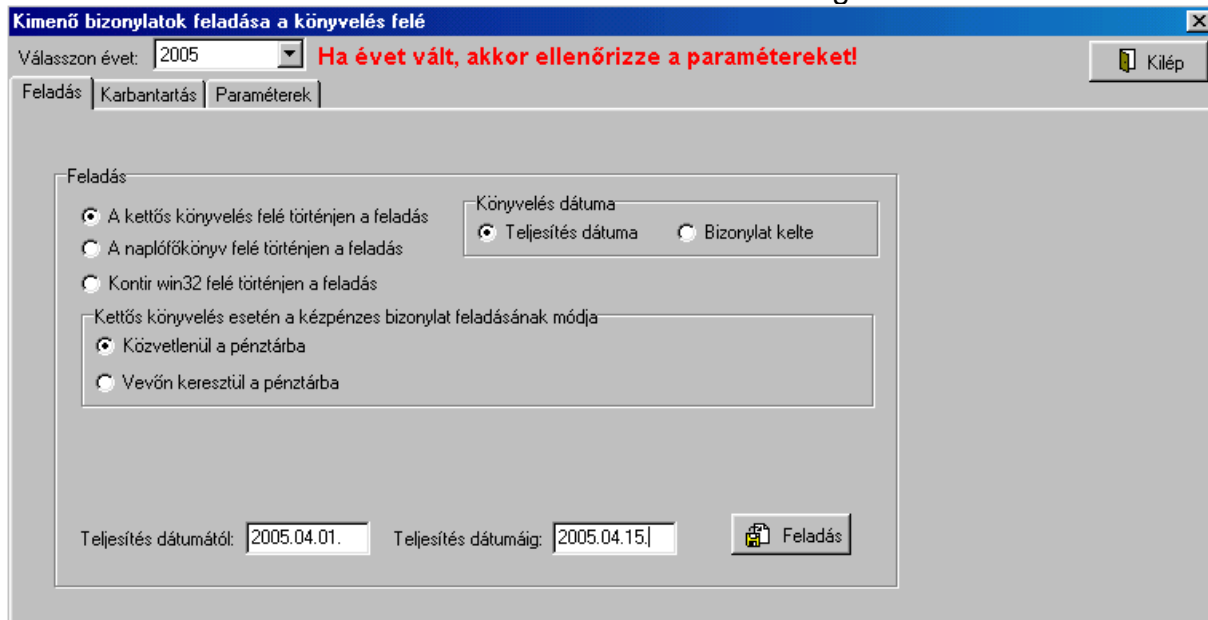 Kimenő bizonylatok feladása a könyvelés felé
Válasszon évet: 2005 Ha évet vált, akkor ellenőrizze a paramétereket! Kilép
Feladás Karbantartás Paraméterek
Feladás
A kettős könyvelés felé történjen a feladás
A naplófőkönyv felé történjen a feladás
Kontir win32 felé történjen a feladás
Könyvelés dátuma
Teljesítés dátuma Bizonylat kelte
Kettős könyvelés esetén a kézpénzes bizonylat feladásának módja
Közvetlenül a pénztárba
Vevőn keresztül a pénztárba
Teljesítés dátumától: 2005.04.01. Teljesítés dátumáig: 2005.04.15. Feladás